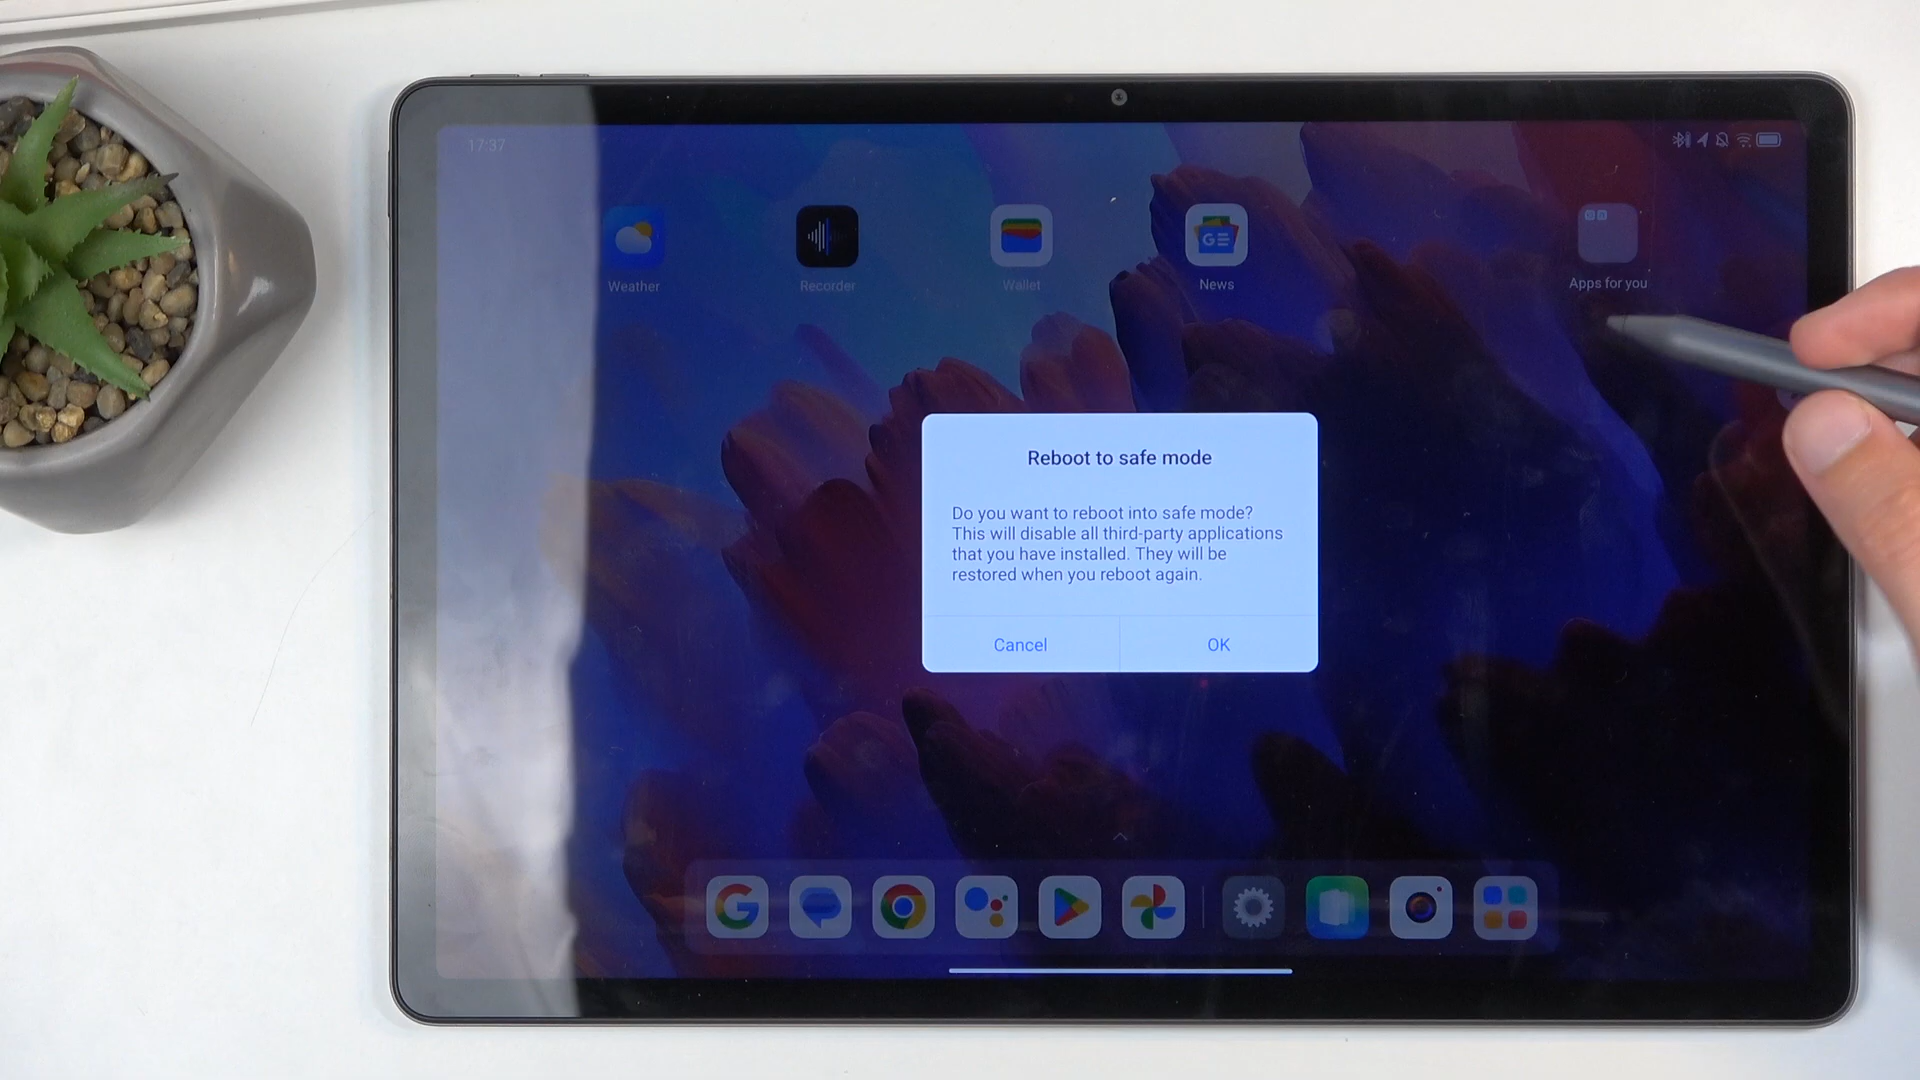 17:37
Weather
Recorder
Wallet
GE
News
Apps for you
Reboot to safe mode
Do you want to reboot into safe mode?
This will disable all third-party applications
that you have installed. They will be
restored when you reboot again.
Cancel
OK